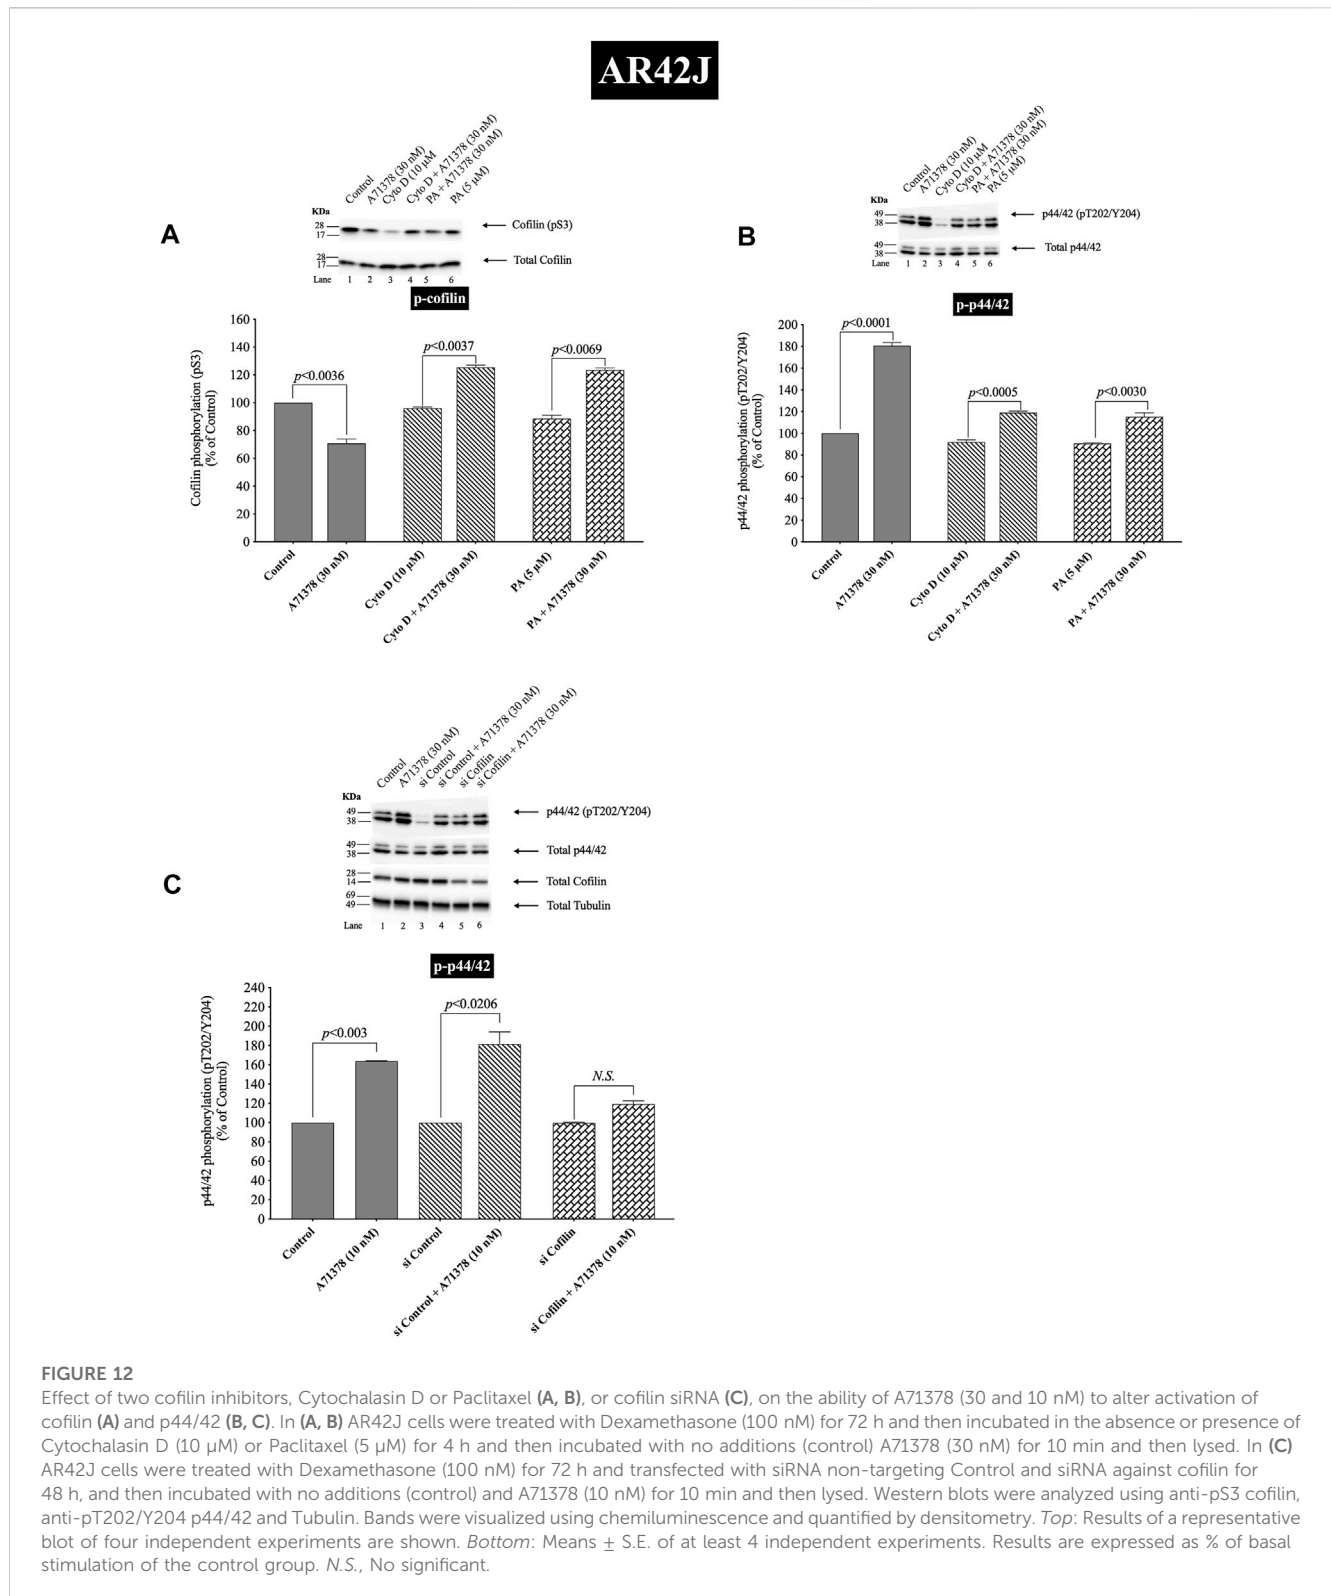 AR42J
A
Control
A71378 (30 nM)
Cyto D (10 µM
Cyto D + A71378 (30 nM)
PA + A71378 (30 nM)
PA (5 µM)
KDa
28
17
Cofilin (pS3)
28
17
Total Cofilin
Lane 1 2 3 4 5 6
p-cofilin
Cofilin phosphorylation (pS3)
(% of Control)
160
140
120
100
80
60
40
20
0
p<0.0036
p<0.0037
p<0.0069
Control
A71378 (30 nM)
Cyto D (10 µM)
Cyto D + A71378 (30 nM)
PA (5 µM)
PA + A71378 (30 nM)
B
Control
A71378 (30 nM)
Cyto D (10 µM
Cyto D + A71378 (30 nM)
PA + A71378 (30 nM)
PA (5 µM)
KDa
49
38
p44/42 (pT202/Y204)
49
38
Total p44/42
Lane 1 2 3 4 5 6
p-p44/42
p44/42 phosphorylation (pT202/Y204)
(% of Control)
200
180
160
140
120
100
80
60
40
20
0
p<0.0001
p<0.0005
p<0.0030
Control
A71378 (30 nM)
Cyto D (10 µM)
Cyto D + A71378 (30 nM)
PA (5 µM)
PA + A71378 (30 nM)
C
Control
A71378 (30 nM)
si Control
si Control + A71378 (30 nM)
si Cofilin
si Cofilin + A71378 (30 nM)
KDa
49
38
p44/42 (pT202/Y204)
49
38
Total p44/42
28
14
Total Cofilin
69
49
Total Tubulin
Lane 1 2 3 4 5 6
p-p44/42
p44/42 phosphorylation (pT202/Y204)
(% of Control)
240
220
200
180
160
140
120
100
80
60
40
20
0
p<0.003
p<0.0206
N.S.
Control
A71378 (10 nM)
si Control
si Control + A71378 (10 nM)
si Cofilin
si Cofilin + A71378 (10 nM)
FIGURE 12
Effect of two cofilin inhibitors, Cytochalasin D or Paclitaxel (A, B), or cofilin siRNA (C), on the ability of A71378 (30 and 10 nM) to alter activation of
cofilin (A) and p44/42 (B, C). In (A, B) AR42J cells were treated with Dexamethasone (100 nM) for 72 h and then incubated in the absence or presence of
Cytochalasin D (10 µM) or Paclitaxel (5 µM) for 4 h and then incubated with no additions (control) A71378 (30 nM) for 10 min and then lysed. In (C)
AR42J cells were treated with Dexamethasone (100 nM) for 72 h and transfected with siRNA non-targeting Control and siRNA against cofilin for
48 h, and then incubated with no additions (control) and A71378 (10 nM) for 10 min and then lysed. Western blots were analyzed using anti-pS3 cofilin,
anti-pT202/Y204 p44/42 and Tubulin. Bands were visualized using chemiluminescence and quantified by densitometry. Top: Results of a representative
blot of four independent experiments are shown. Bottom: Means ± S.E. of at least 4 independent experiments. Results are expressed as % of basal
stimulation of the control group. N.S., No significant.